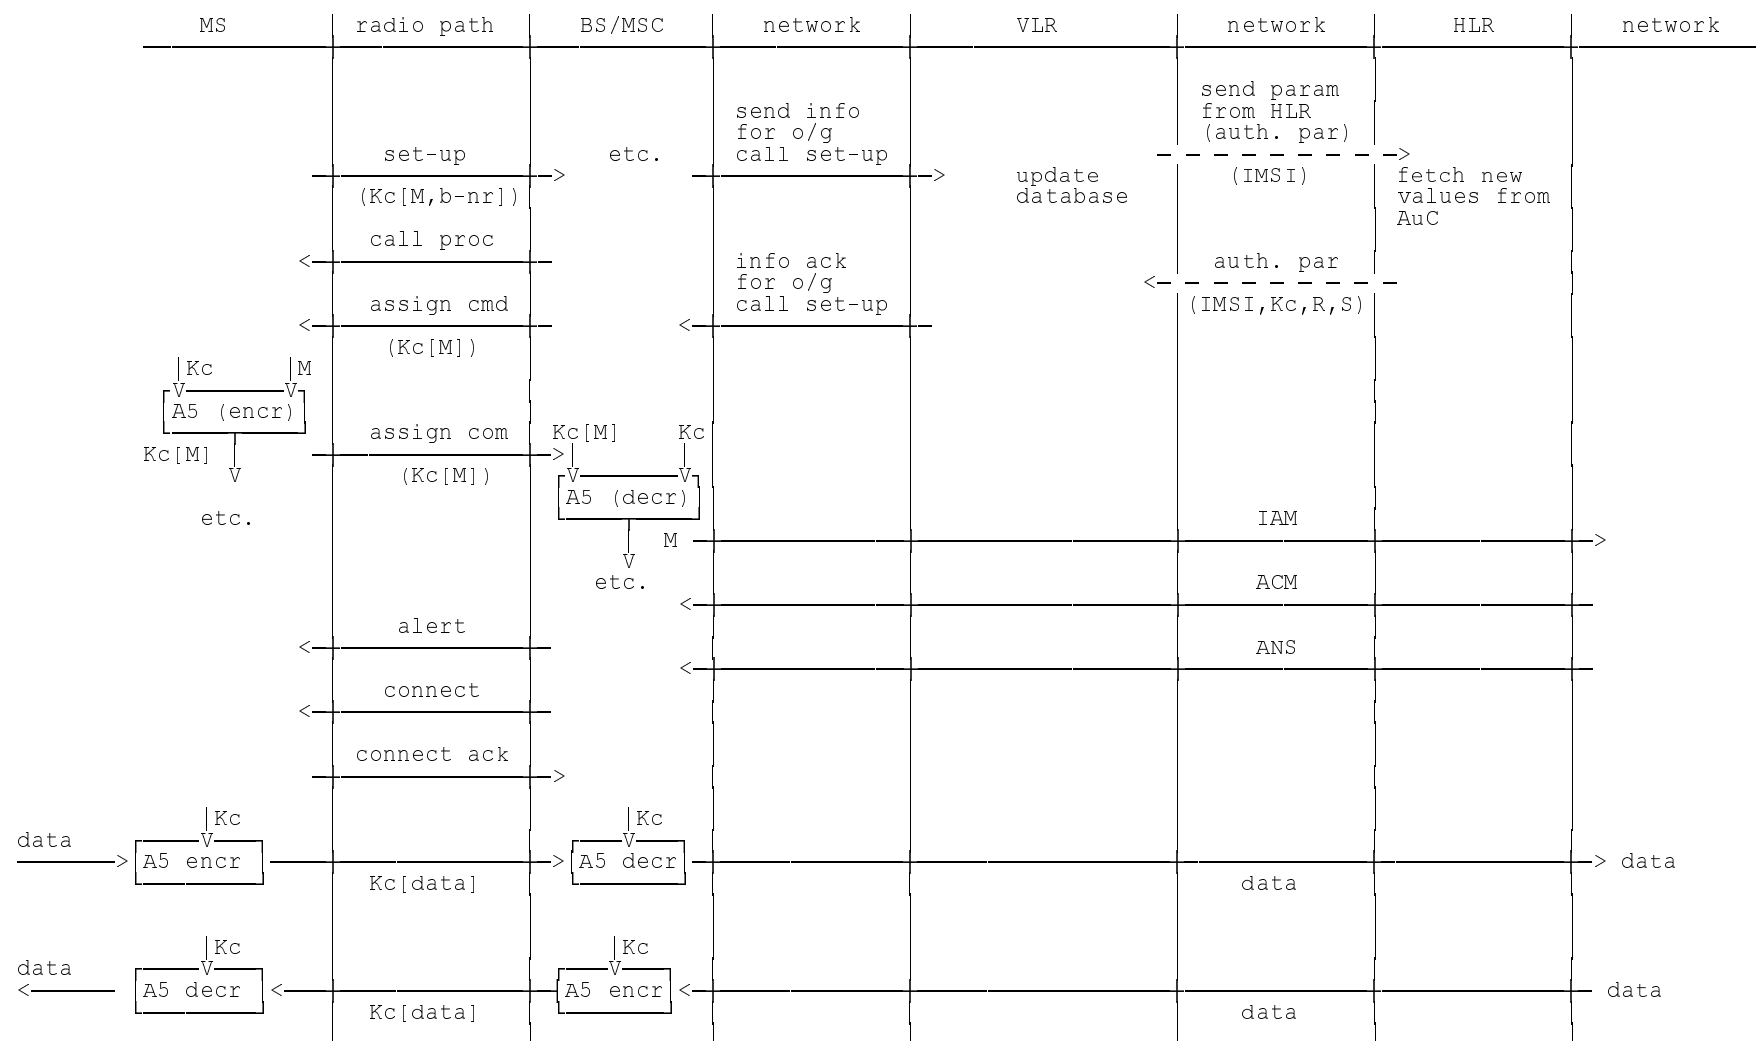 MS radio path BS/MSC network VLR network HLR network
send param
send info from HLR
for o/g (auth. par)
set-up etc. call set-up
> > >
(Kc[M,b-nr]) update (IMSI) fetch new
database values from
AuC
call proc
< info ack auth. par
for o/g <
assign cmd call set-up (IMSI,Kc,R,S)
< <
(Kc[M])
Kc M
V V
A5 (encr)
assign com Kc[M] Kc
Kc[M] >
V (Kc[M]) V V
A5 (decr)
etc. IAM
M >
V
etc. ACM
<
alert
< ANS
<
connect
<
connect ack
>
Kc Kc
data V V
> A5 encr > A5 decr > data
Kc[data] data
Kc Kc
data V V
< A5 decr < A5 encr < data
Kc[data] data